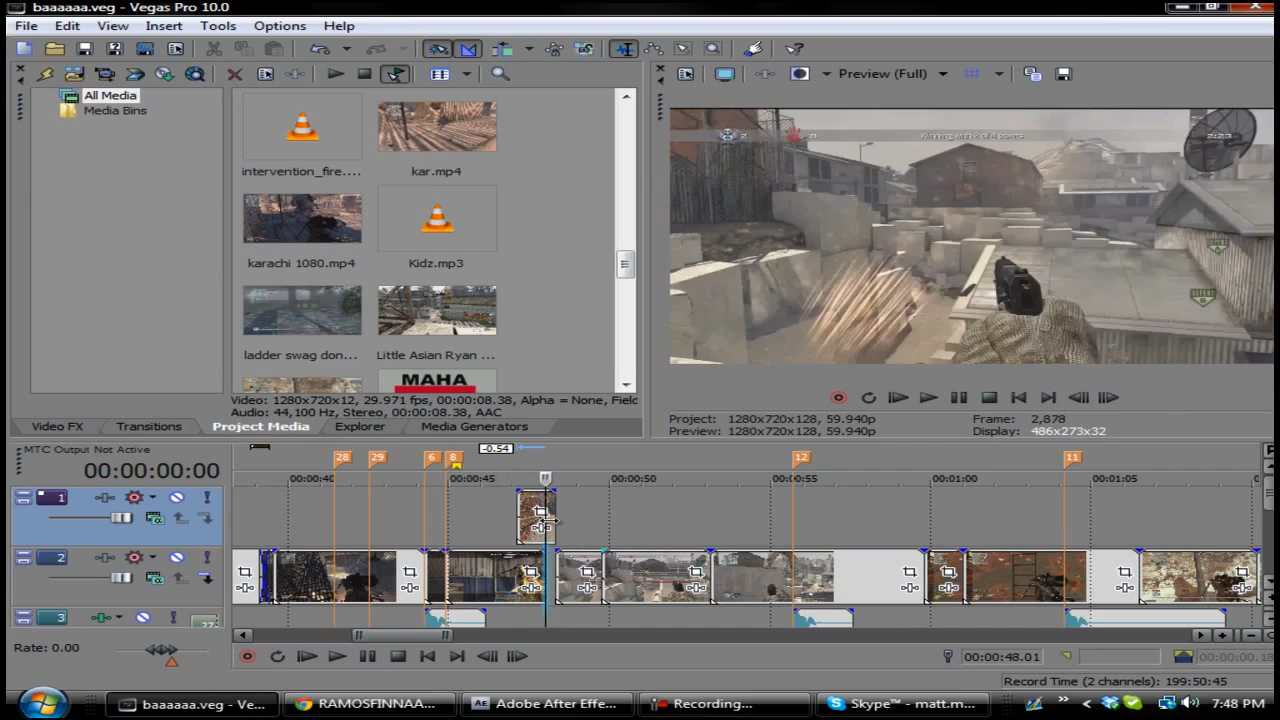 baaaaaa.veg - Vegas Pro 10.0
File Edit View Insert Tools Options Help
All Media
Media Bins
intervention_fire....
kar.mp4
karachi 1080.mp4
Kidz.mp3
ladder swag don...
Little Asian Ryan ...
MAHA
Video: 1280x720x12, 29.971 fps, 00:00:08.38, Alpha = None, Field
Audio: 44,100 Hz, Stereo, 00:00:08.38, AAC
Video FX Transitions Project Media Explorer Media Generators
Preview (Full)
2:23
Project: 1280x720x128, 59.940p
Preview: 1280x720x128, 59.940p
Frame: 2,878
Display: 486x273x32
MTC Output Not Active
00:00:00:00
-0.54
28 29 6 8 12 11
00:00:40 00:00:45 00:00:50 00:00:55 00:01:00 00:01:05
1
2
3
Rate: 0.00
00:00:48.01
00:00:00.18
Record Time (2 channels): 199:50:45
baaaaaa.veg - Ve...
RAMOSFINNAA...
Adobe After Effe...
Recording...
Skype™ - matt.m...
7:48 PM